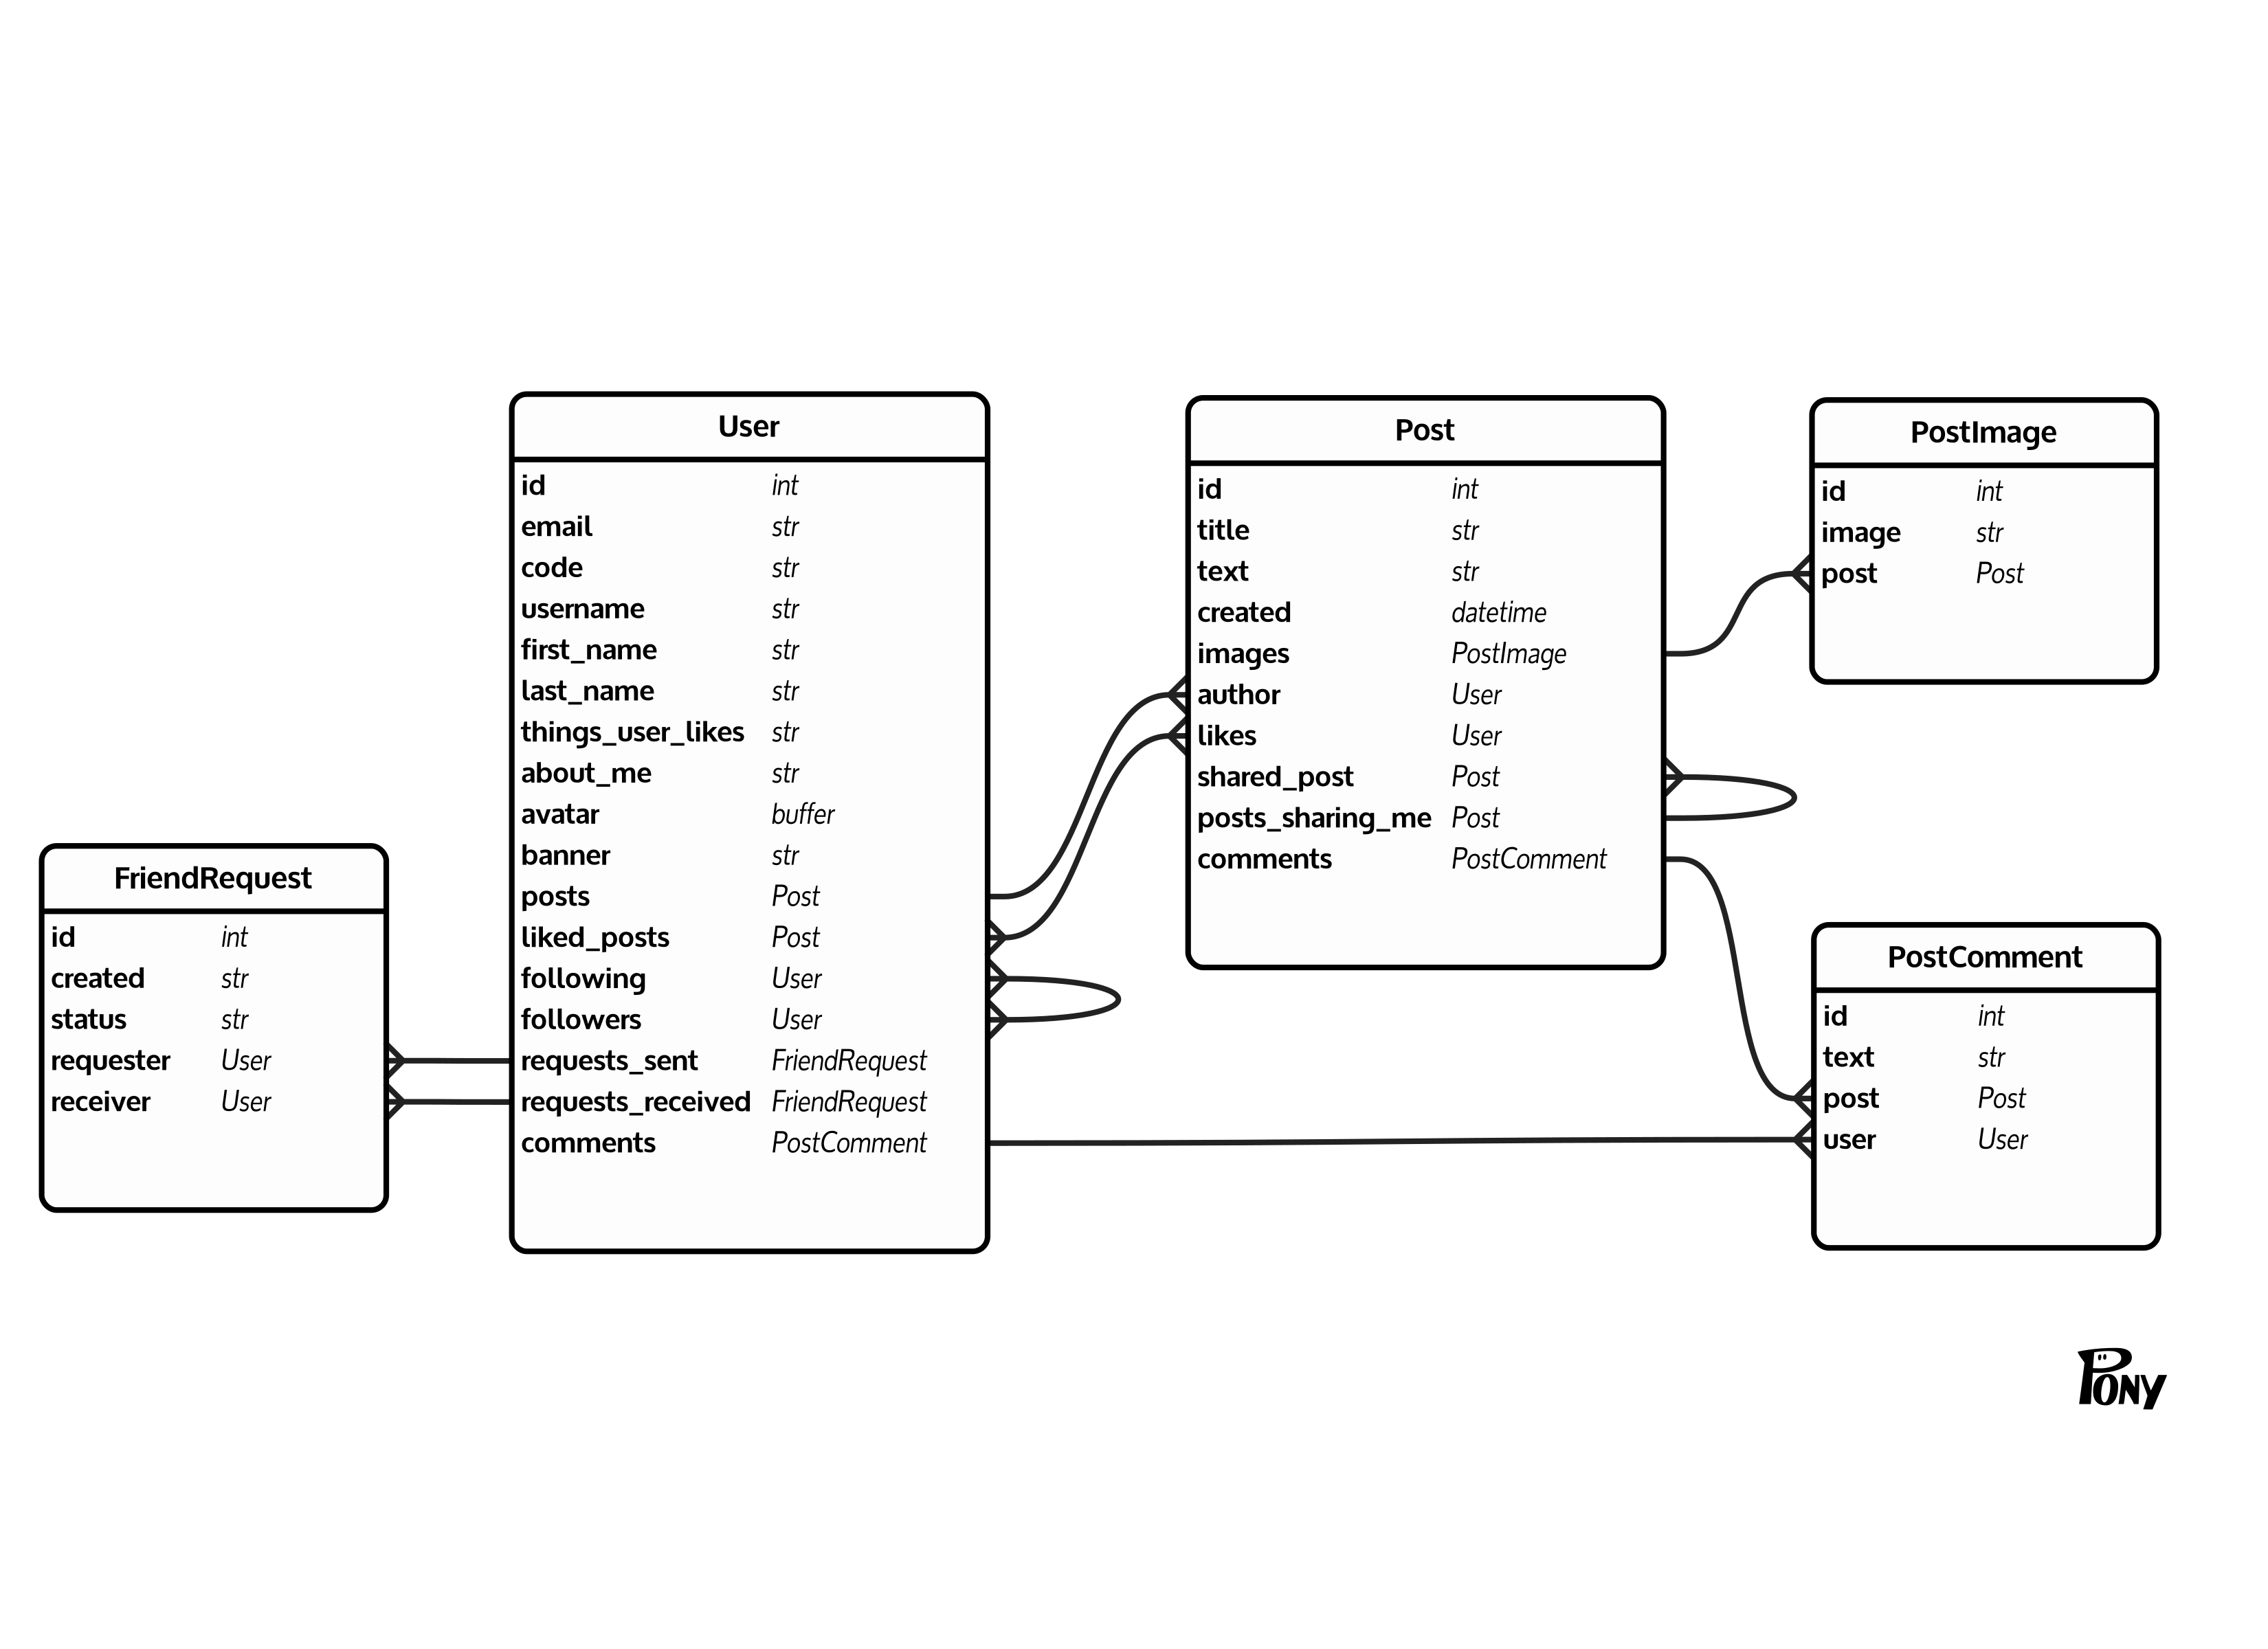 User
id int
email str
code str
username str
first_name str
last_name str
things_user_likes str
about_me str
avatar buffer
banner str
posts Post
liked_posts Post
following User
followers User
requests_sent FriendRequest
requests_received FriendRequest
comments PostComment
Post
id int
title str
text str
created datetime
images PostImage
author User
likes User
shared_post Post
posts_sharing_me Post
comments PostComment
PostImage
id int
image str
post Post
FriendRequest
id int
created str
status str
requester User
receiver User
PostComment
id int
text str
post Post
user User
PONY